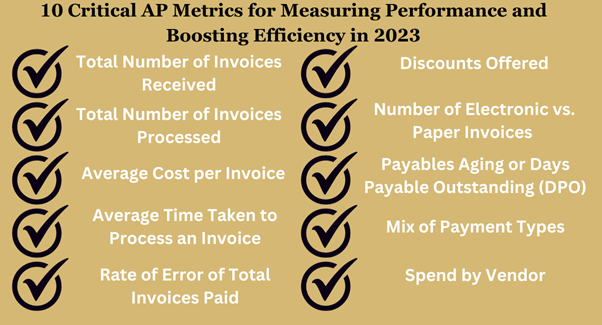 10 Critical AP Metrics for Measuring Performance and
Boosting Efficiency in 2023
Total Number of Invoices
Received
Total Number of Invoices
Processed
Average Cost per Invoice
Average Time Taken to
Process an Invoice
Rate of Error of Total
Invoices Paid
Discounts Offered
Number of Electronic vs.
Paper Invoices
Payables Aging or Days
Payable Outstanding (DPO)
Mix of Payment Types
Spend by Vendor